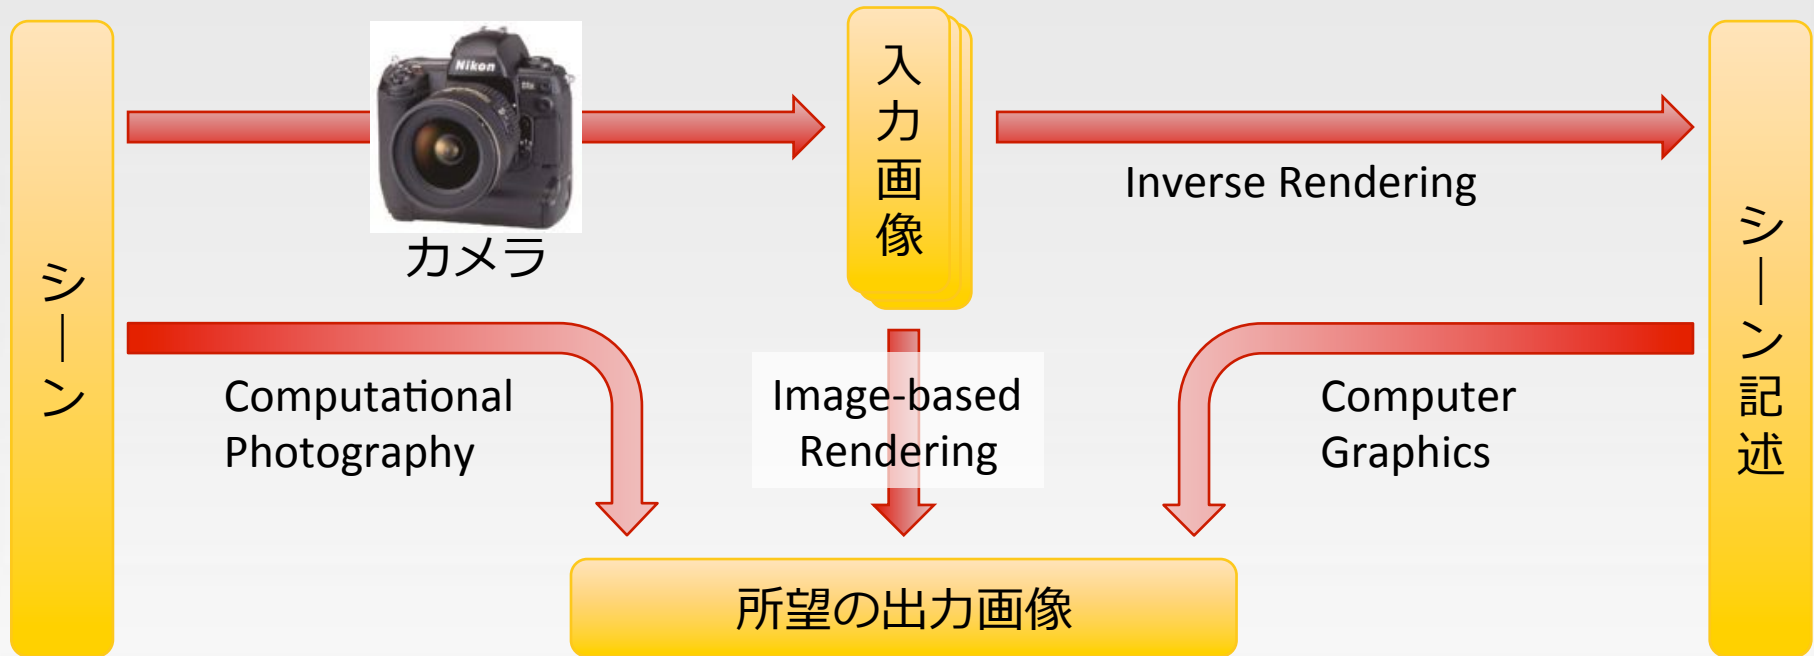 シーン
Nikon
カメラ
入力画像
Inverse Rendering
シーン記述
Computational
Photography
Image-based
Rendering
Computer
Graphics
所望の出力画像